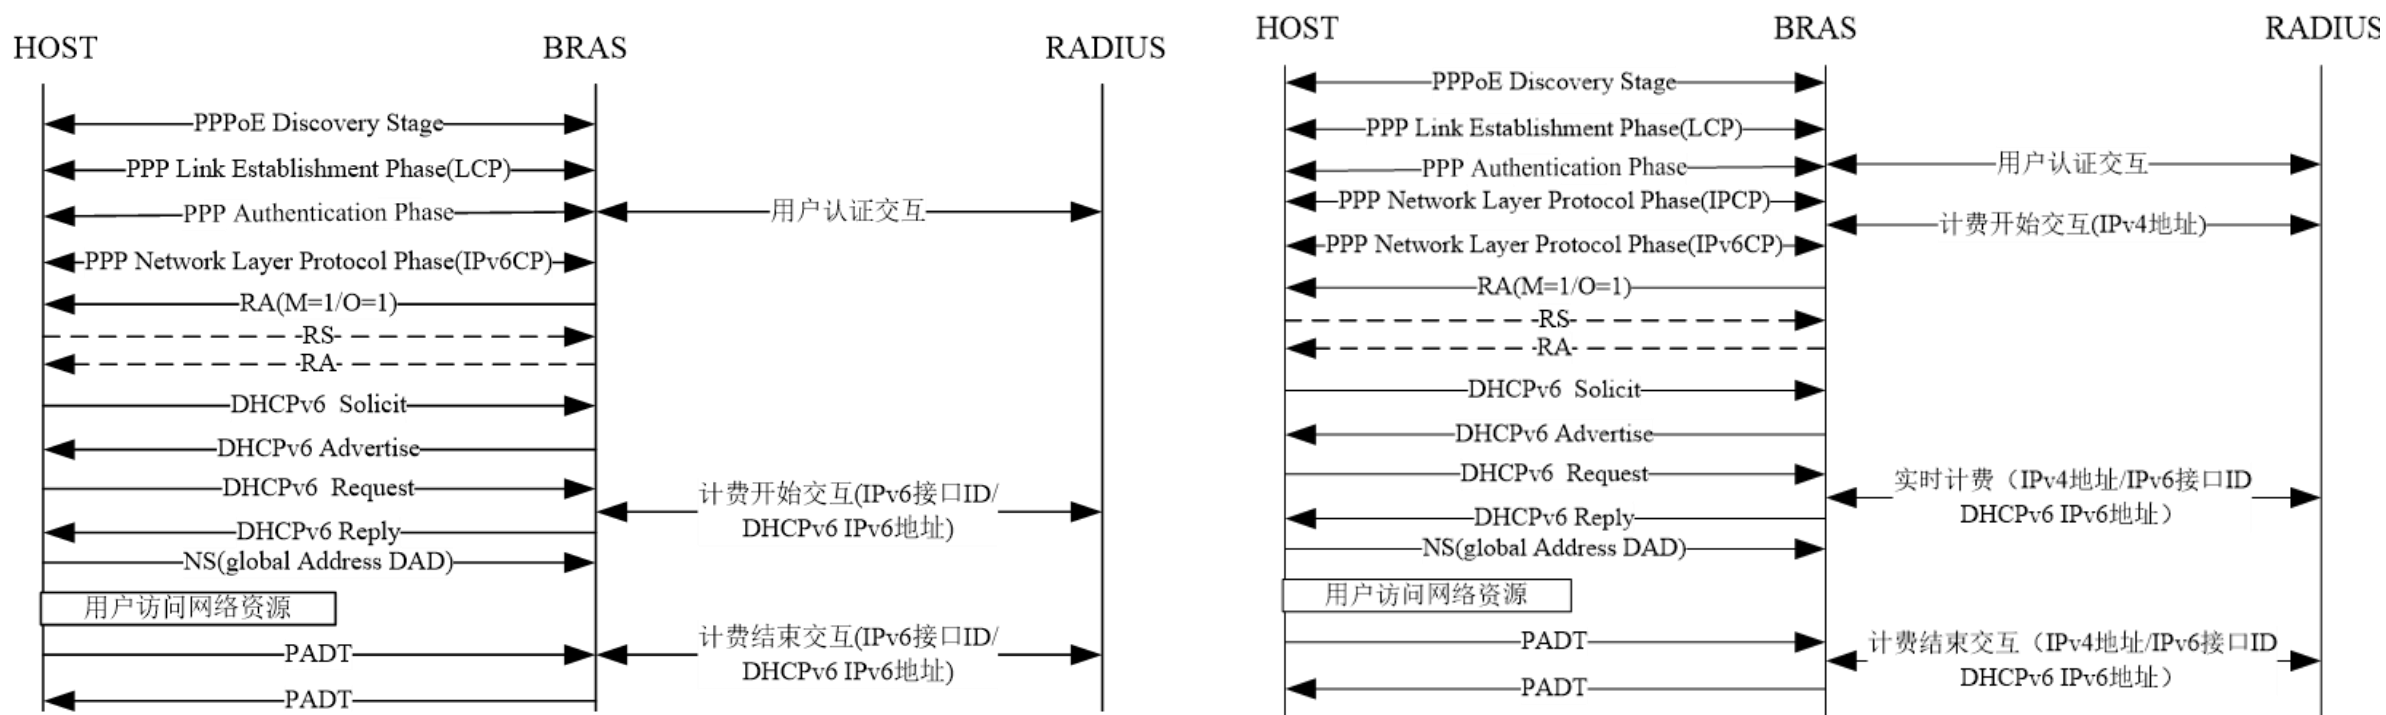 HOST
BRAS
RADIUS
PPPoE Discovery Stage
PPP Link Establishment Phase(LCP)
PPP Authentication Phase
用户认证交互
PPP Network Layer Protocol Phase(IPv6CP)
RA(M=1/O=1)
RS
RA
DHCPv6 Solicit
DHCPv6 Advertise
DHCPv6 Request
计费开始交互(IPv6接口ID/
DHCPv6 IPv6地址)
DHCPv6 Reply
NS(global Address DAD)
用户访问网络资源
PADT
计费结束交互(IPv6接口ID/
DHCPv6 IPv6地址)
PADT
HOST
BRAS
RADIUS
PPPoE Discovery Stage
PPP Link Establishment Phase(LCP)
PPP Authentication Phase
用户认证交互
PPP Network Layer Protocol Phase(IPCP)
计费开始交互(IPv4地址)
PPP Network Layer Protocol Phase(IPv6CP)
RA(M=1/O=1)
RS
RA
DHCPv6 Solicit
DHCPv6 Advertise
DHCPv6 Request
实时计费（IPv4地址/IPv6接口ID
DHCPv6 IPv6地址）
DHCPv6 Reply
NS(global Address DAD)
用户访问网络资源
PADT
计费结束交互（IPv4地址/IPv6接口ID
DHCPv6 IPv6地址）
PADT